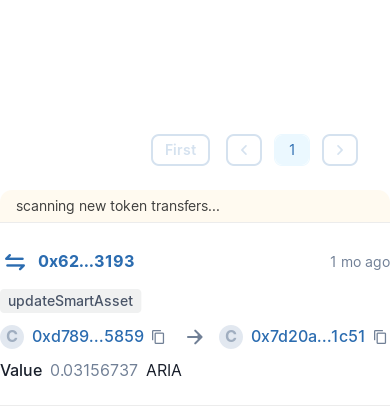 First 1
scanning new token transfers...
0x62...3193 1 mo ago
updateSmartAsset
C 0xd789...5859 C 0x7d20a...1c51
Value 0.03156737 ARIA